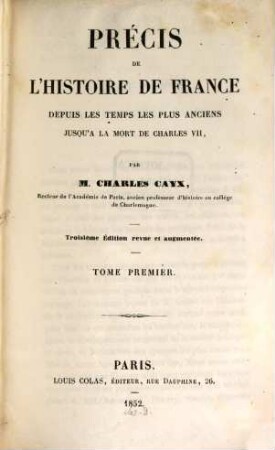 PRÉCIS
DE
L'HISTOIRE DE FRANCE
DEPUIS LES TEMPS LES PLUS ANCIENS
JUSQU'A LA MORT DE CHARLES VII,
PAR
M. CHARLES CAYX,
Recteur de l'Académie de Paris, ancien professeur d'histoire au collége
de Charlemagne.
Troisième Édition revue et augmentée.
TOME PREMIER.
PARIS.
LOUIS COLAS, ÉDITEUR, RUE DAUPHINE, 26.
1852.